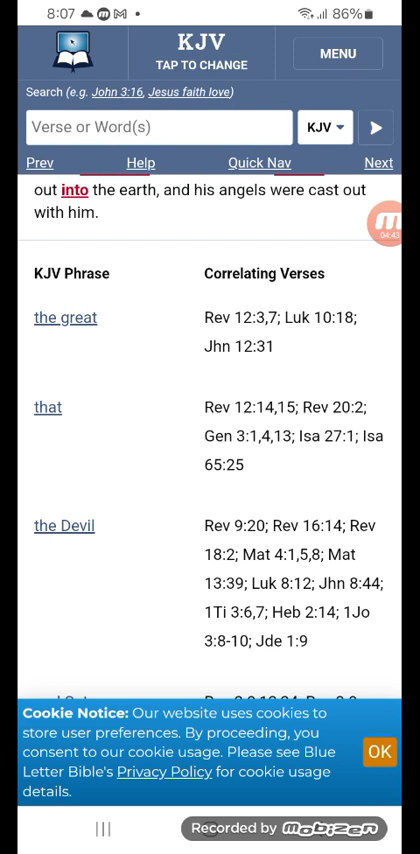 8:07
86%
KJV
TAP TO CHANGE
MENU
Search (e.g. John 3:16, Jesus faith love)
Verse or Word(s)
KJV
Prev
Help
Quick Nav
Next
out into the earth, and his angels were cast out
with him.
04:43
KJV Phrase
Correlating Verses
the great
Rev 12:3,7; Luk 10:18;
Jhn 12:31
that
Rev 12:14,15; Rev 20:2;
Gen 3:1,4,13; Isa 27:1; Isa
65:25
the Devil
Rev 9:20; Rev 16:14; Rev
18:2; Mat 4:1,5,8; Mat
13:39; Luk 8:12; Jhn 8:44;
1Ti 3:6,7; Heb 2:14; 1Jo
3:8-10; Jde 1:9
Cookie Notice: Our website uses cookies to
store user preferences. By proceeding, you
consent to our cookie usage. Please see Blue
Letter Bible's Privacy Policy for cookie usage
details.
OK
Recorded by mobizen